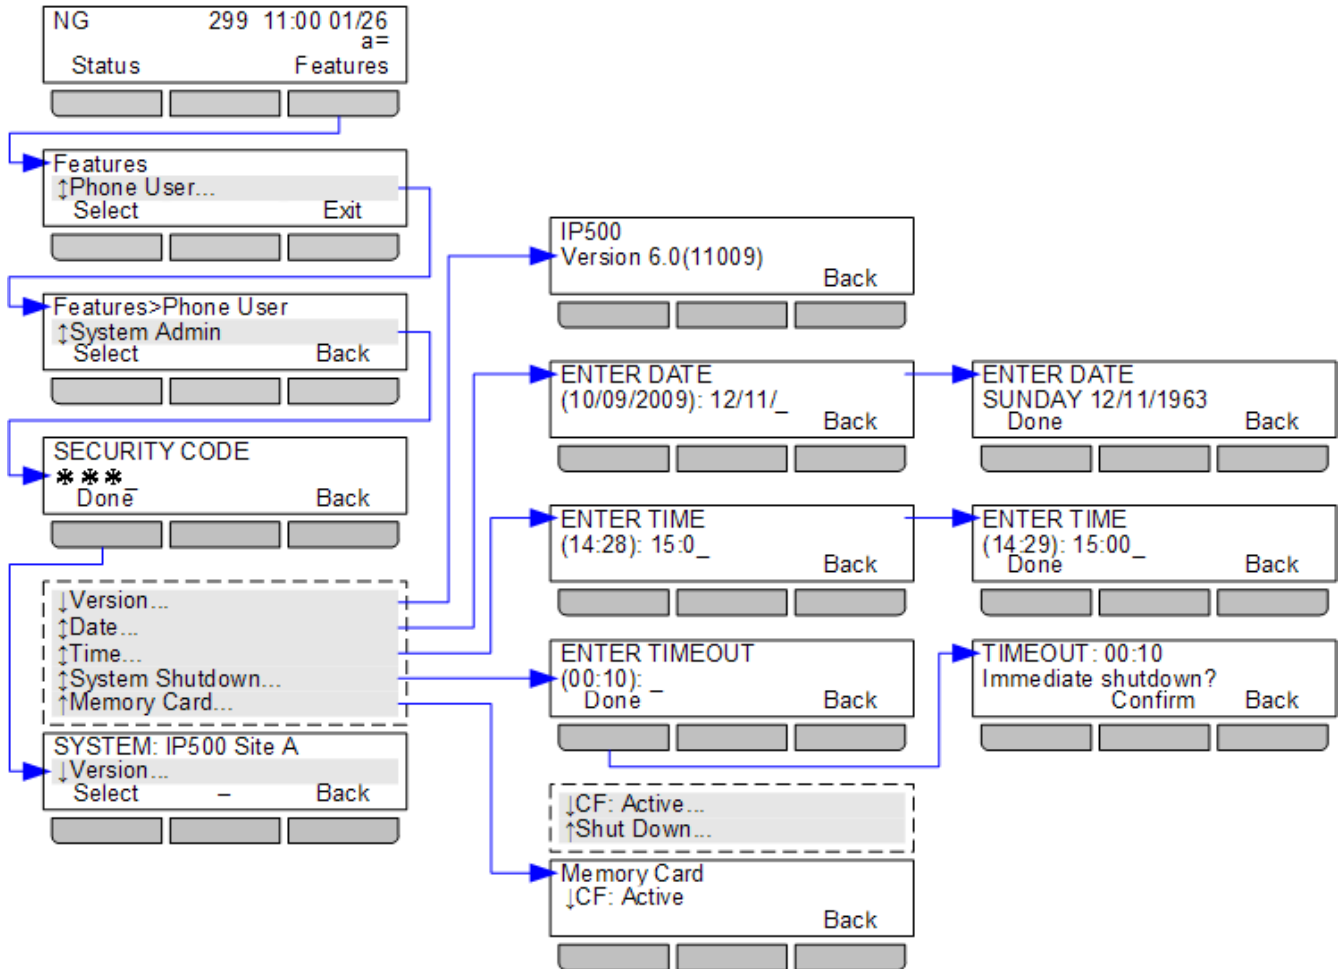 NG 299 11:00 01/26
a=
Status Features
Features
↕Phone User...
Select Exit
Features>Phone User
↕System Admin
Select Back
SECURITY CODE
***_
Done Back
↓Version...
↕Date...
↕Time...
↕System Shutdown...
↑Memory Card...
SYSTEM: IP500 Site A
↓Version...
Select – Back
IP500
Version 6.0(11009)
Back
ENTER DATE
(10/09/2009): 12/11/_
Back
ENTER DATE
SUNDAY 12/11/1963
Done Back
ENTER TIME
(14:28): 15:0_
Back
ENTER TIME
(14:29): 15:00_
Done Back
ENTER TIMEOUT
(00:10): _
Done Back
TIMEOUT: 00:10
Immediate shutdown?
Confirm Back
↓CF: Active...
↑Shut Down...
Memory Card
↓CF: Active
Back